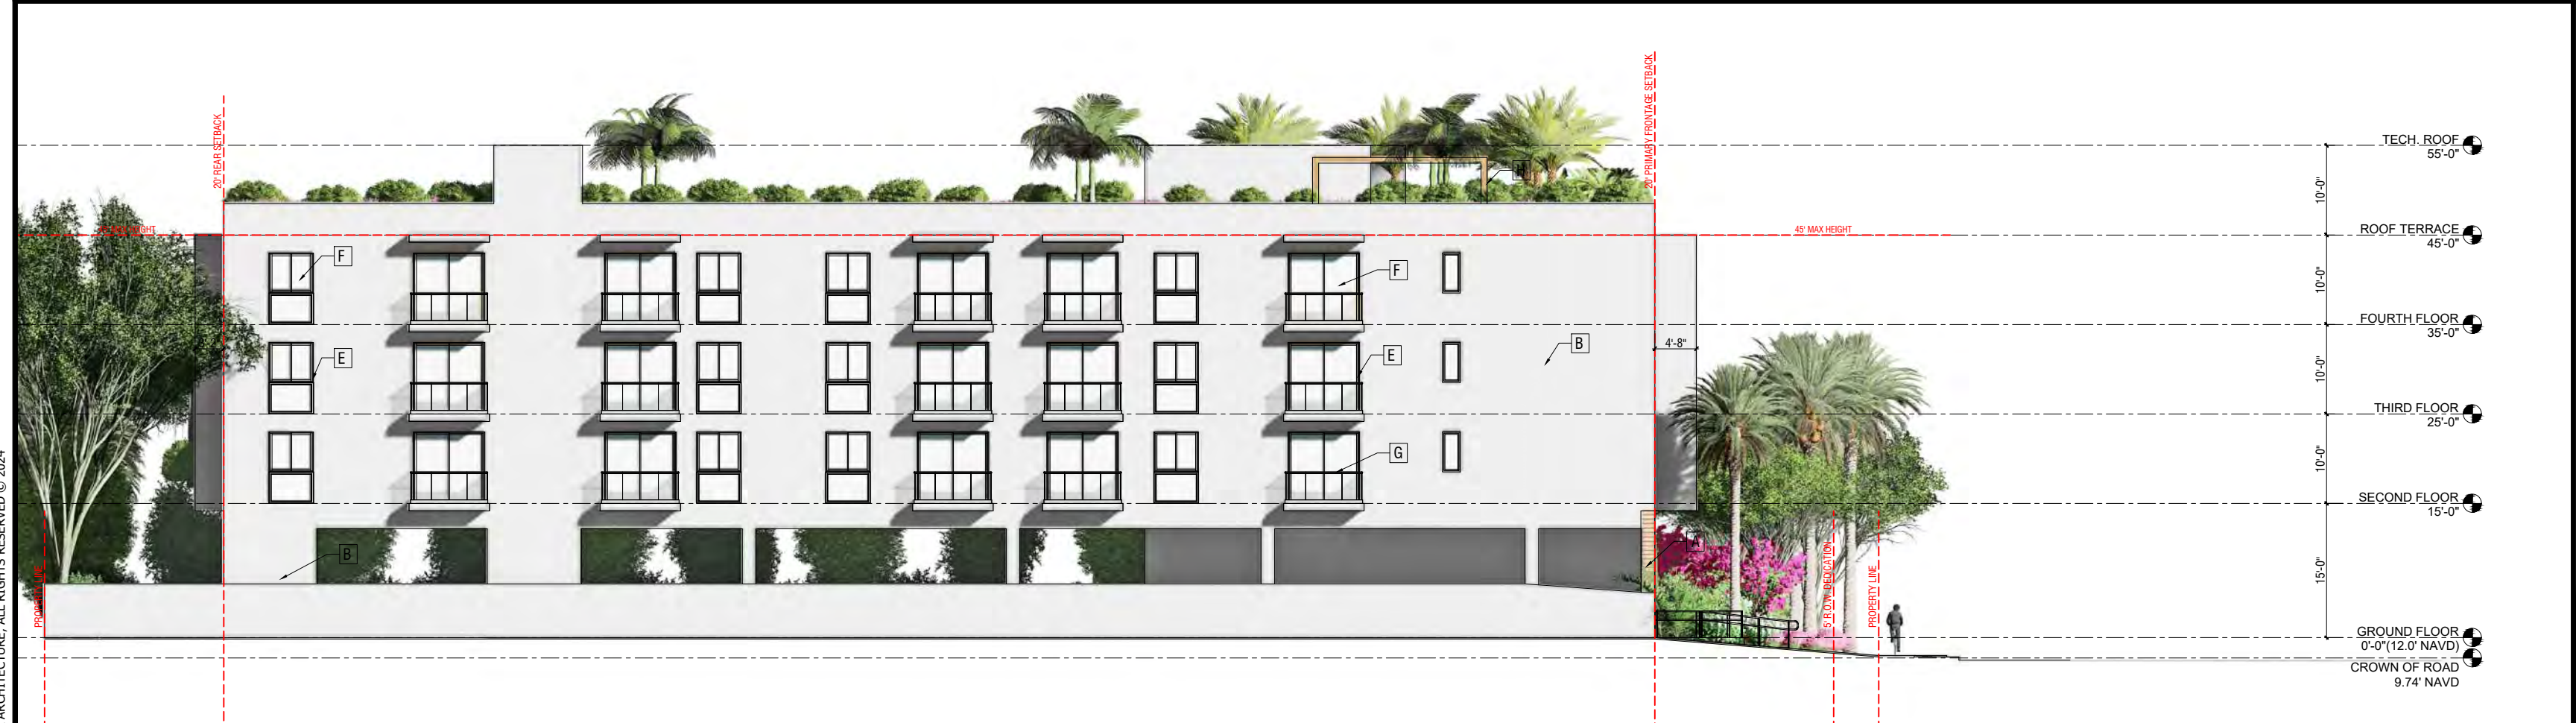 ARCHITECTURE, ALL RIGHTS RESERVED © 2024
20' REAR SETBACK
20' PRIMARY FRONTAGE SETBACK
TECH. ROOF
55'-0"
10'-0"
H
MAX HEIGHT
45' MAX HEIGHT
ROOF TERRACE
45'-0"
F
F
10'-0"
FOURTH FLOOR
35'-0"
E
E
B
4'-8"
10'-0"
THIRD FLOOR
25'-0"
G
10'-0"
SECOND FLOOR
15'-0"
B
A
PROPERTY LINE
5' R.O.W. DEDICATION
PROPERTY LINE
15'-0"
GROUND FLOOR
0'-0"(12.0' NAVD)
CROWN OF ROAD
9.74' NAVD